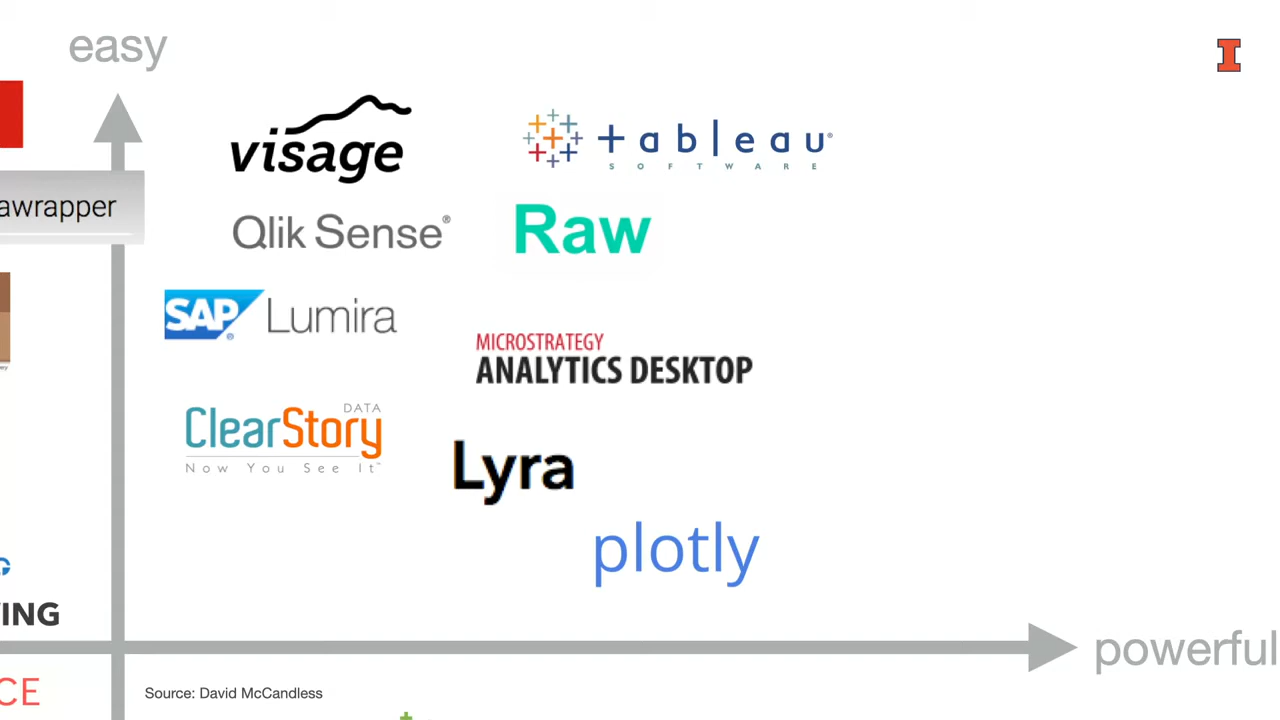 easy
visage
tableau®
SOFTWARE
awrapper
Qlik Sense®
Raw
SAP® Lumira
MICROSTRATEGY
ANALYTICS DESKTOP
DATA
ClearStory
Now You See It™
Lyra
plotly
ING
powerful
CE
Source: David McCandless